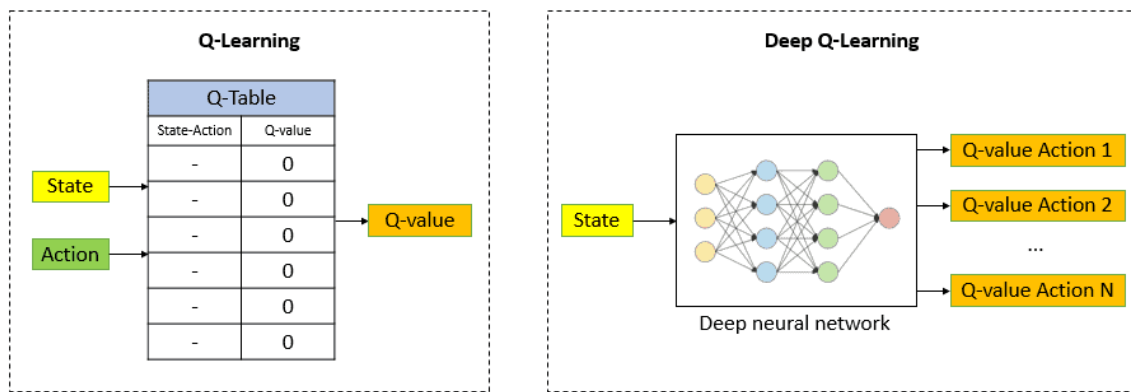 Q-Learning
Q-Table
State-Action Q-value
- 0
- 0
- 0
- 0
- 0
- 0
State
Action
Q-value
Deep Q-Learning
State
Deep neural network
Q-value Action 1
Q-value Action 2
...
Q-value Action N